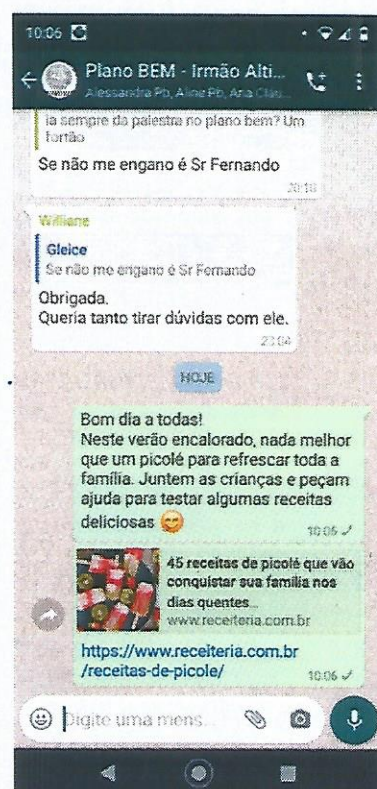 10:06
Plano BEM - Irmão Alti...
Alessandra Pb, Aline Pb, Ana Cláu...
ia sempre da palestra no plano bem? Um
fortão
Se não me engano é Sr Fernando
20:18
Williane
Gleice
Se não me engano é Sr Fernando
Obrigada.
Queria tanto tirar dúvidas com ele.
23:04
HOJE
Bom dia a todas!
Neste verão encalorado, nada melhor
que um picolé para refrescar toda a
família. Juntem as crianças e peçam
ajuda para testar algumas receitas
deliciosas 😋
10:06
45 receitas de picolé que vão
conquistar sua família nos
dias quentes...
www.receiteria.com.br
https://www.receiteria.com.br
/receitas-de-picole/
10:06
Digite uma mens...